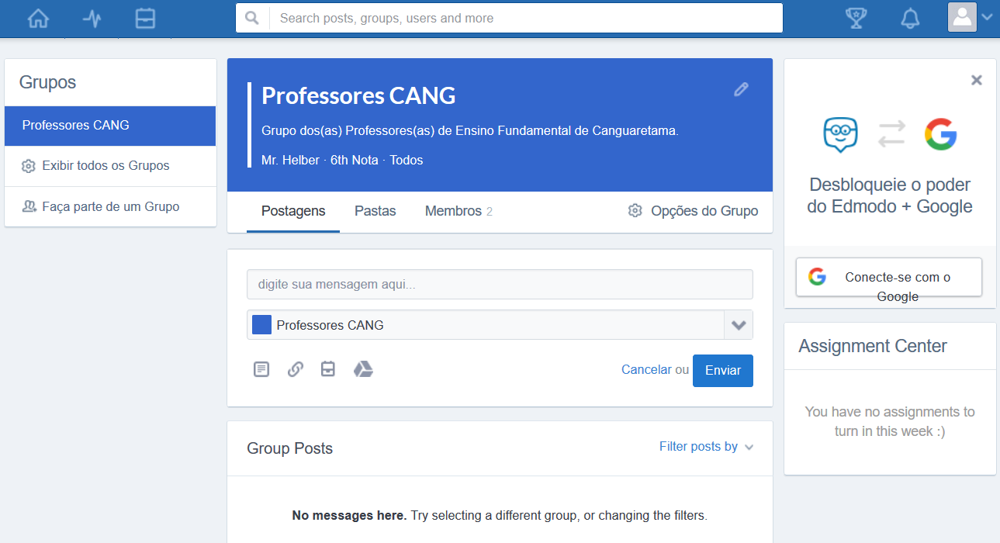 Search posts, groups, users and more
Grupos
Professores CANG
Exibir todos os Grupos
Faça parte de um Grupo
Professores CANG
Grupo dos(as) Professores(as) de Ensino Fundamental de Canguaretama.
Mr. Helber · 6th Nota · Todos
Postagens Pastas Membros 2 Opções do Grupo
digite sua mensagem aqui...
Professores CANG
Cancelar ou Enviar
Group Posts Filter posts by
No messages here. Try selecting a different group, or changing the filters.
Desbloqueie o poder
do Edmodo + Google
Conecte-se com o
Google
Assignment Center
You have no assignments to
turn in this week :)